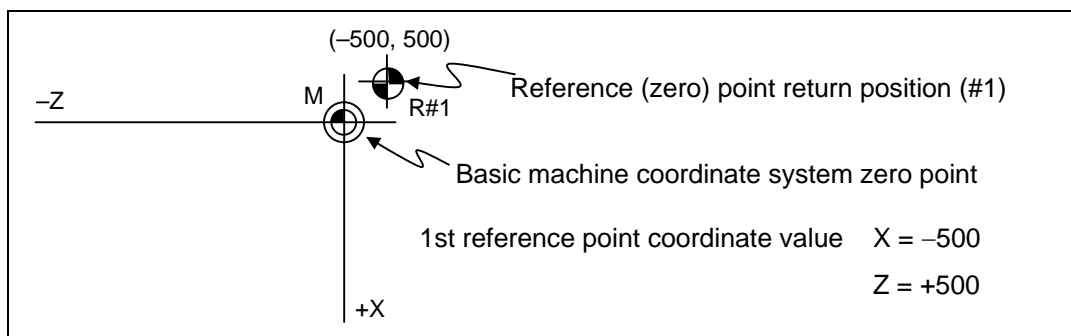 (–500, 500)
Reference (zero) point return position (#1)
–Z
M
R#1
Basic machine coordinate system zero point
1st reference point coordinate value X = –500
Z = +500
+X